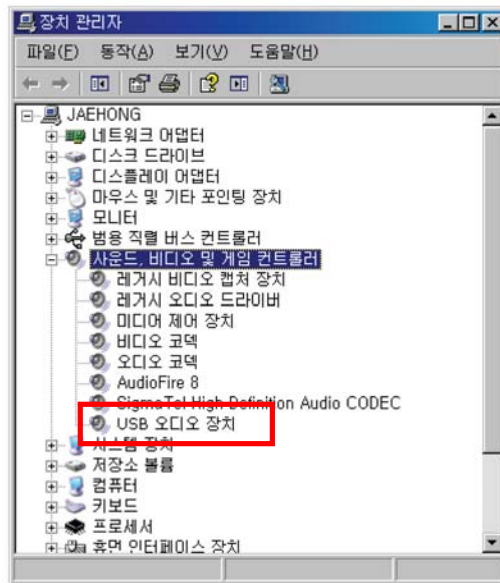 장치 관리자
파일(F) 동작(A) 보기(V) 도움말(H)
JAEHONG
네트워크 어댑터
디스크 드라이브
디스플레이 어댑터
마우스 및 기타 포인팅 장치
모니터
범용 직렬 버스 컨트롤러
사운드, 비디오 및 게임 컨트롤러
레거시 비디오 캡처 장치
레거시 오디오 드라이버
미디어 제어 장치
비디오 코덱
오디오 코덱
AudioFire 8
SigmaTel High Definition Audio CODEC
USB 오디오 장치
시스템 장치
저장소 볼륨
컴퓨터
키보드
프로세서
휴먼 인터페이스 장치